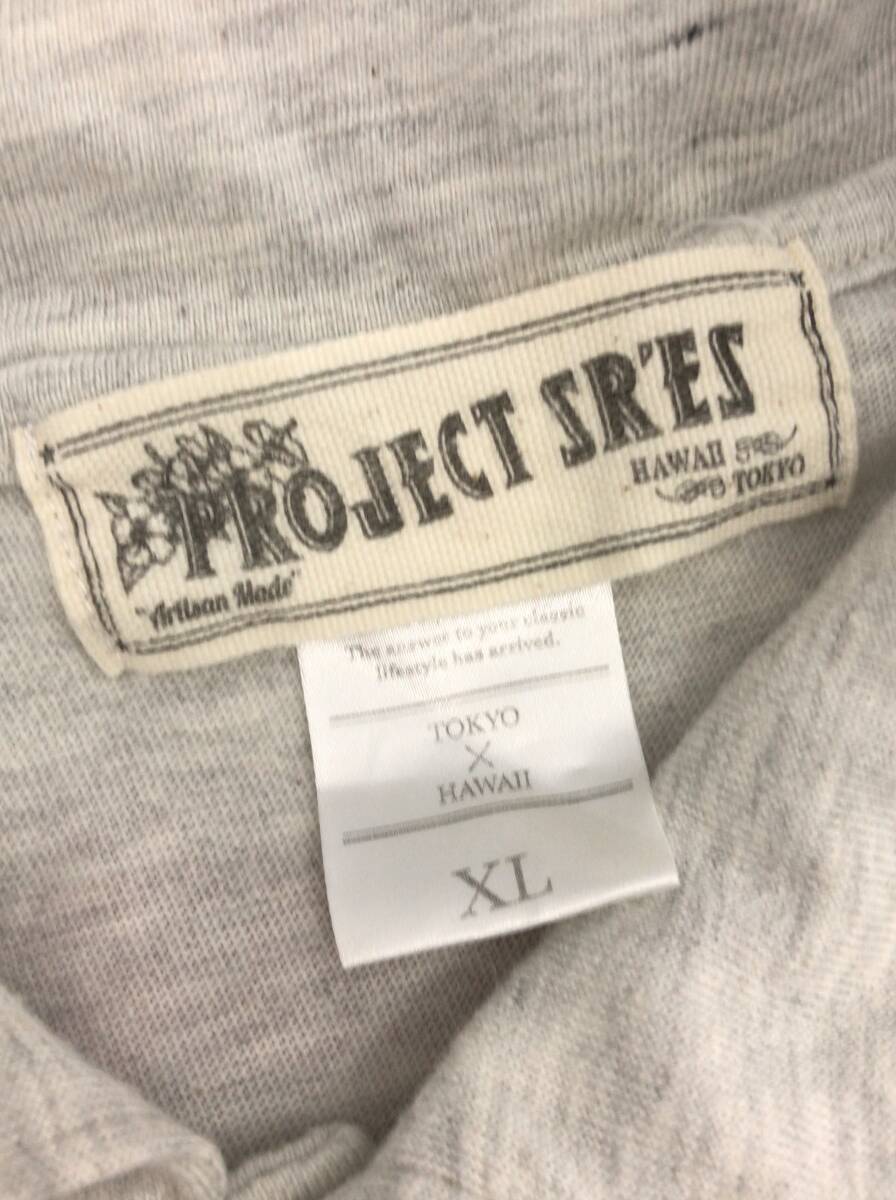 PROJECT SR'ES
HAWAII
TOKYO
"Artisan Made"
The answer to your classic
lifestyle has arrived.
TOKYO
×
HAWAII
XL